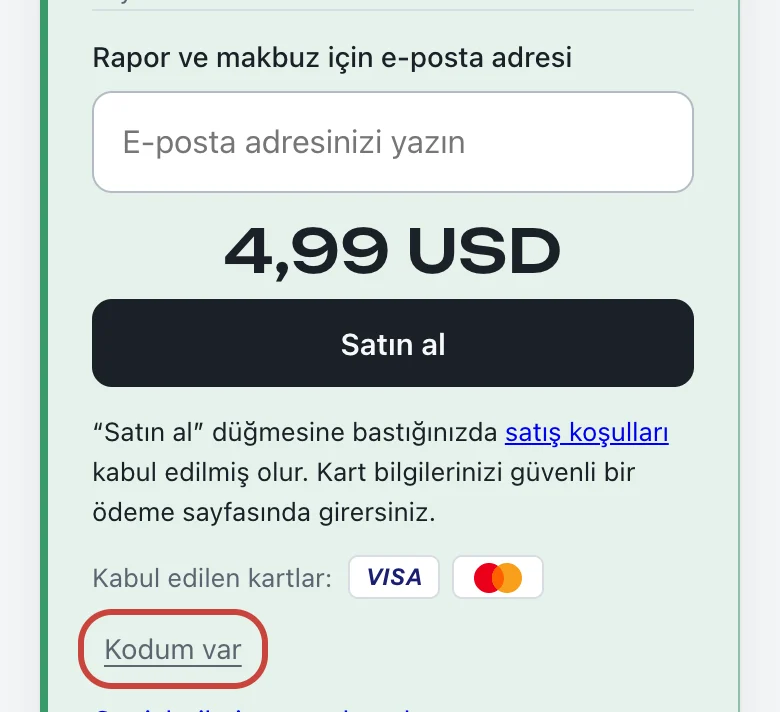 Rapor ve makbuz için e-posta adresi
E-posta adresinizi yazın
4,99 USD
Satın al
“Satın al” düğmesine bastığınızda satış koşulları
kabul edilmiş olur. Kart bilgilerinizi güvenli bir
ödeme sayfasında girersiniz.
Kabul edilen kartlar: VISA
Kodum var